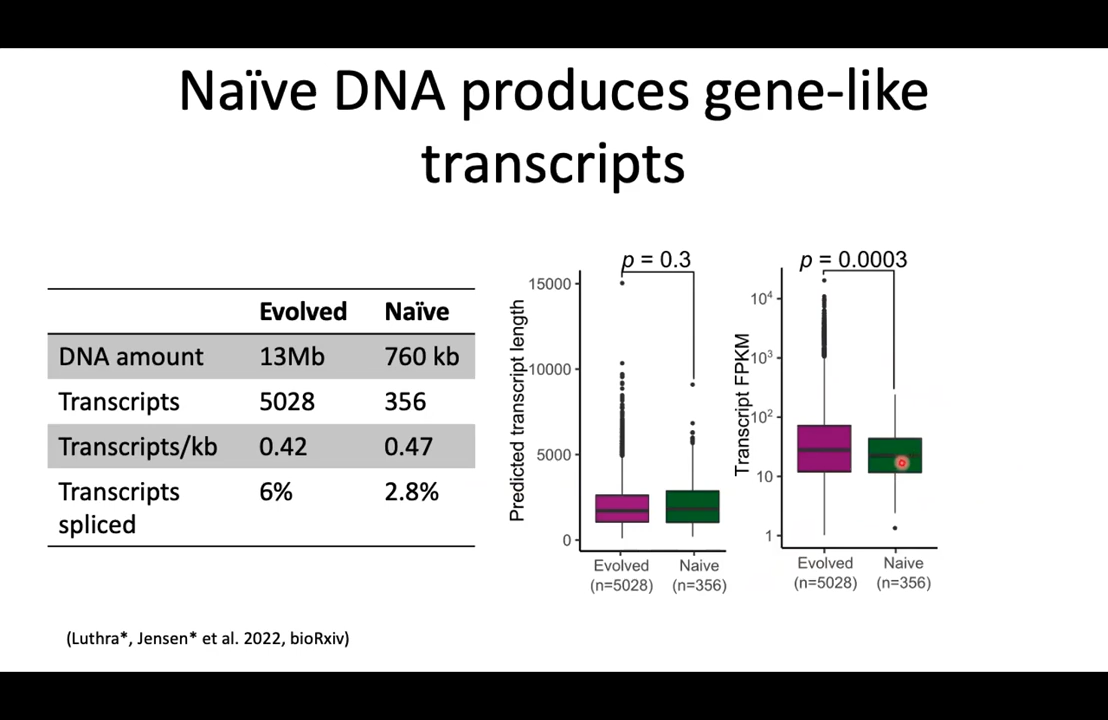 Naïve DNA produces gene-like
transcripts
Evolved Naïve
DNA amount 13Mb 760 kb
Transcripts 5028 356
Transcripts/kb 0.42 0.47
Transcripts 6% 2.8%
spliced
p = 0.3
Predicted transcript length
15000
10000
5000
0
Evolved Naive
(n=5028) (n=356)
p = 0.0003
Transcript FPKM
10⁴
10³
10²
10
1
Evolved Naive
(n=5028) (n=356)
(Luthra*, Jensen* et al. 2022, bioRxiv)